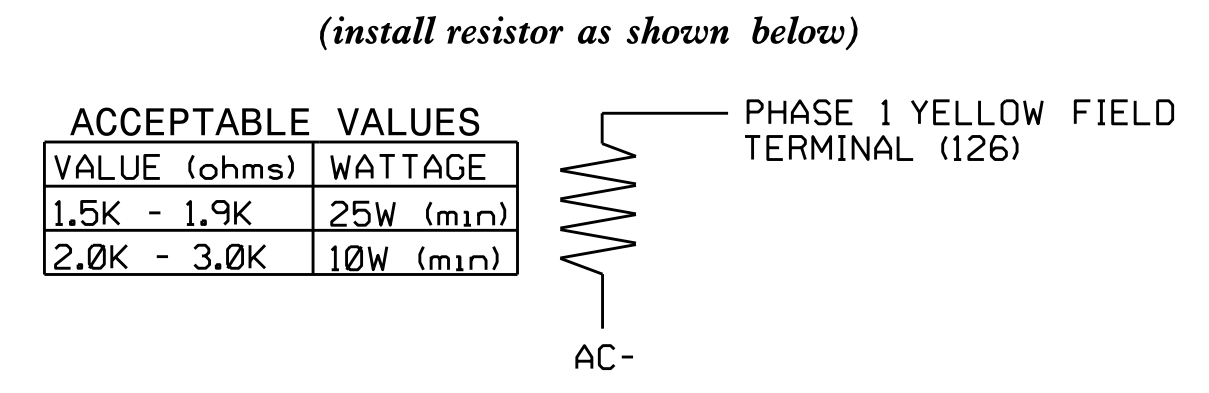 (install resistor as shown below)
ACCEPTABLE VALUES
VALUE (ohms) WATTAGE
1.5K - 1.9K 25W (min)
2.0K - 3.0K 10W (min)
PHASE 1 YELLOW FIELD
TERMINAL (126)
AC-